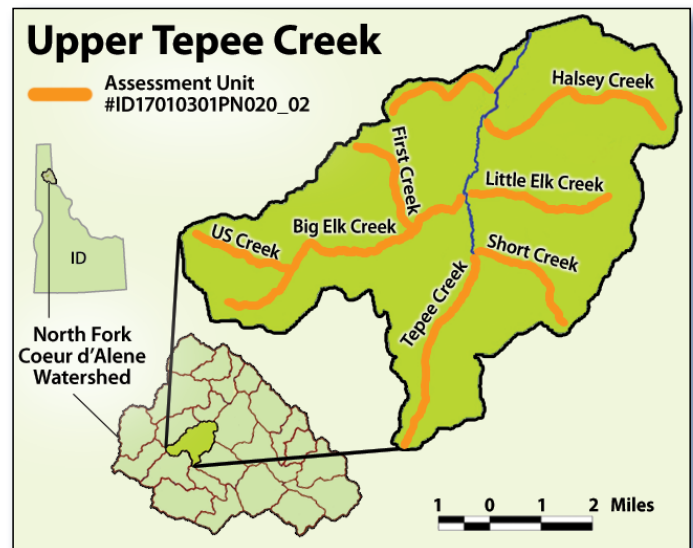 Upper Tepee Creek
Assessment Unit
#ID17010301PN020_02
Halsey Creek
First Creek
Little Elk Creek
Big Elk Creek
US Creek
Short Creek
Tepee Creek
ID
North Fork
Coeur d'Alene
Watershed
1 0 1 2 Miles